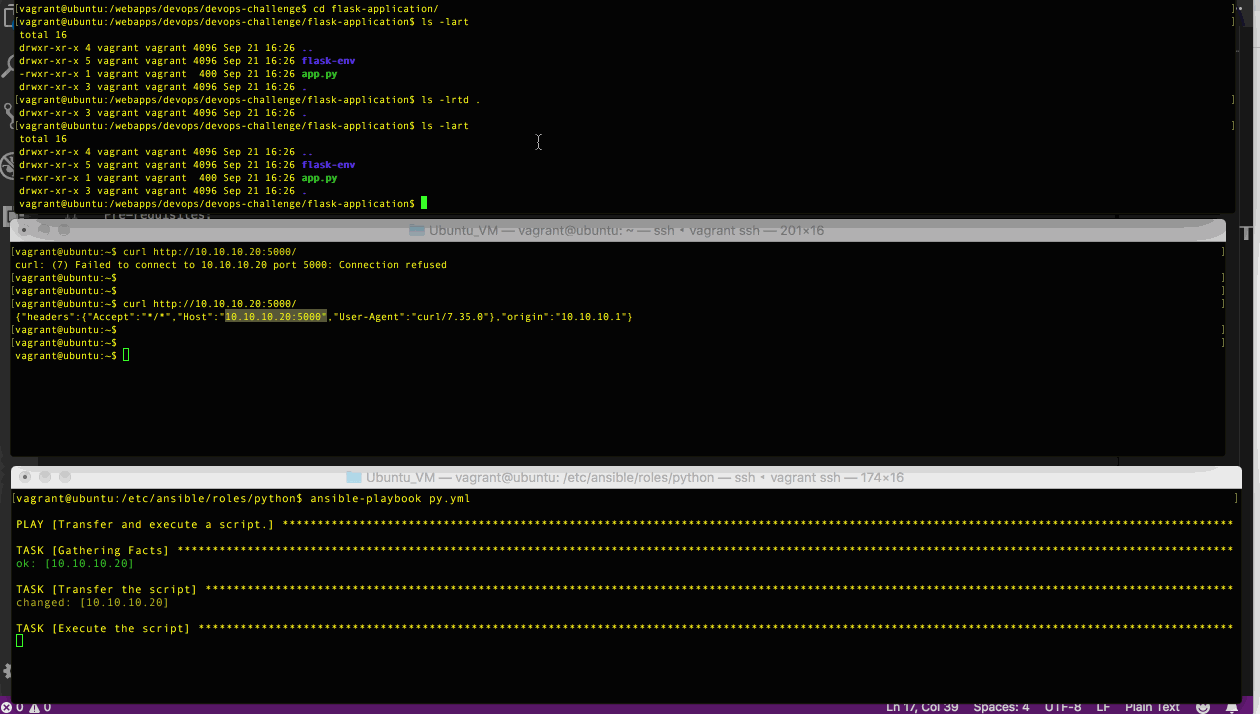 [vagrant@ubuntu:/webapps/devops/devops-challenge$ cd flask-application/ ]
[vagrant@ubuntu:/webapps/devops/devops-challenge/flask-application$ ls -lart ]
total 16
drwxr-xr-x 4 vagrant vagrant 4096 Sep 21 16:26 ..
drwxr-xr-x 5 vagrant vagrant 4096 Sep 21 16:26 flask-env
-rwxr-xr-x 1 vagrant vagrant  400 Sep 21 16:26 app.py
drwxr-xr-x 3 vagrant vagrant 4096 Sep 21 16:26 .
[vagrant@ubuntu:/webapps/devops/devops-challenge/flask-application$ ls -lrtd . ]
drwxr-xr-x 3 vagrant vagrant 4096 Sep 21 16:26 .
[vagrant@ubuntu:/webapps/devops/devops-challenge/flask-application$ ls -lart ]
total 16
drwxr-xr-x 4 vagrant vagrant 4096 Sep 21 16:26 ..
drwxr-xr-x 5 vagrant vagrant 4096 Sep 21 16:26 flask-env
-rwxr-xr-x 1 vagrant vagrant  400 Sep 21 16:26 app.py
drwxr-xr-x 3 vagrant vagrant 4096 Sep 21 16:26 .
vagrant@ubuntu:/webapps/devops/devops-challenge/flask-application$
Pre-requisites:
Ubuntu_VM — vagrant@ubuntu: ~ — ssh • vagrant ssh — 201×16
[vagrant@ubuntu:~$ curl http://10.10.10.20:5000/ ]
curl: (7) Failed to connect to 10.10.10.20 port 5000: Connection refused
[vagrant@ubuntu:~$ ]
[vagrant@ubuntu:~$ ]
[vagrant@ubuntu:~$ curl http://10.10.10.20:5000/ ]
{"headers":{"Accept":"*/*","Host":"10.10.10.20:5000","User-Agent":"curl/7.35.0"},"origin":"10.10.10.1"}
[vagrant@ubuntu:~$ ]
[vagrant@ubuntu:~$ ]
vagrant@ubuntu:~$
Ubuntu_VM — vagrant@ubuntu: /etc/ansible/roles/python — ssh • vagrant ssh — 174×16
[vagrant@ubuntu:/etc/ansible/roles/python$ ansible-playbook py.yml ]
PLAY [Transfer and execute a script.] ****************************************************************************************************************************************
TASK [Gathering Facts] *******************************************************************************************************************************************************
ok: [10.10.10.20]
TASK [Transfer the script] ***************************************************************************************************************************************************
changed: [10.10.10.20]
TASK [Execute the script] ****************************************************************************************************************************************************
0 0 Ln 17, Col 39 Spaces: 4 UTF-8 LF Plain Text